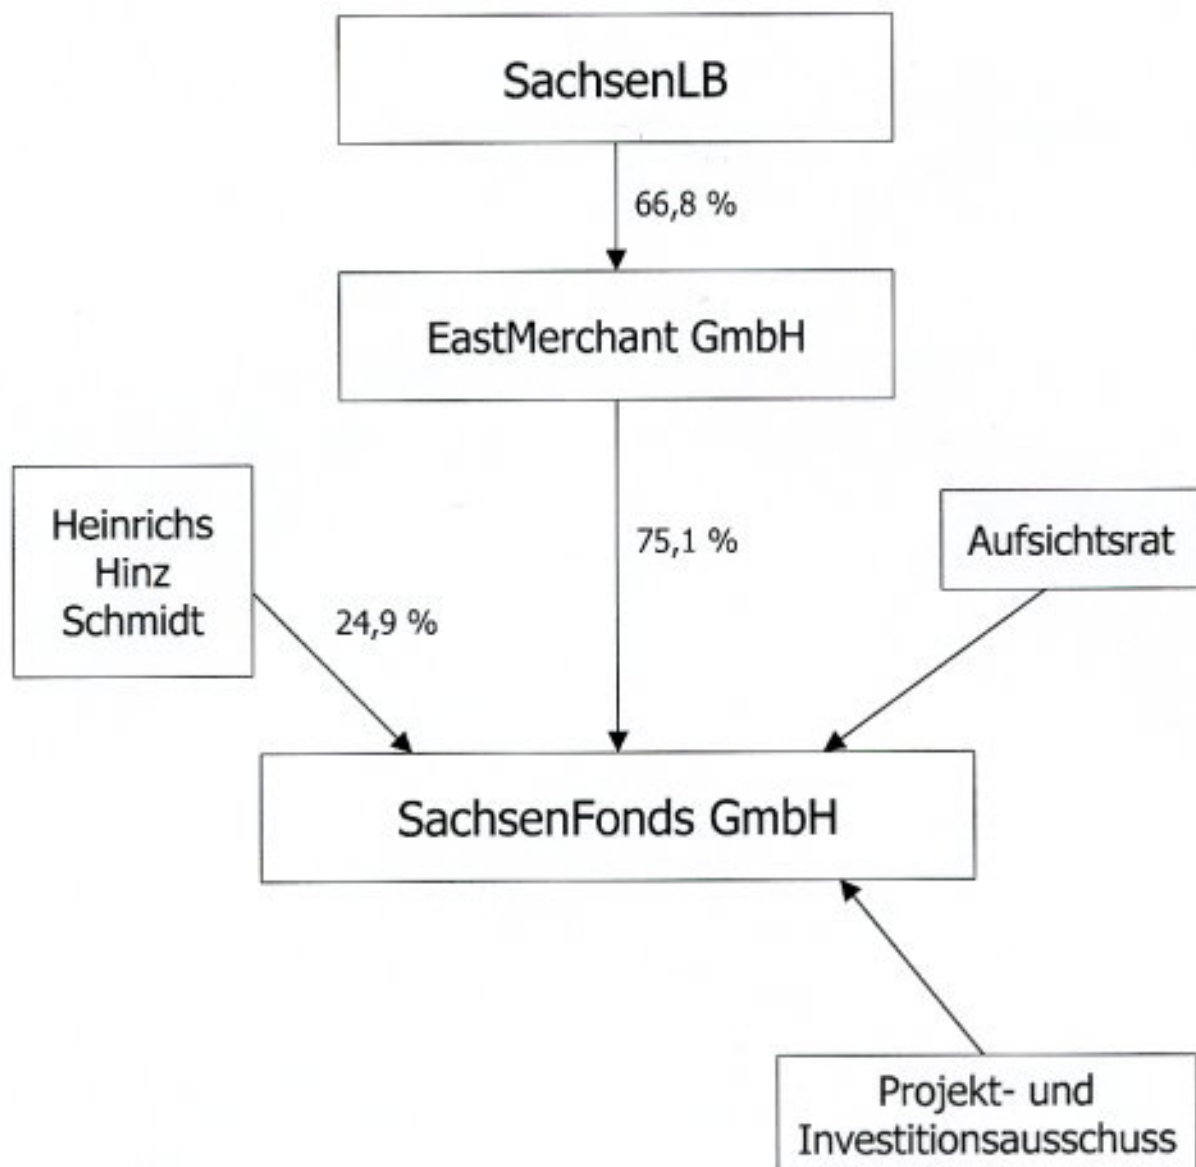 SachsenLB
66,8 %
EastMerchant GmbH
Heinrichs
Hinz
Schmidt
24,9 %
75,1 %
Aufsichtsrat
SachsenFonds GmbH
Projekt- und
Investitionsausschuss